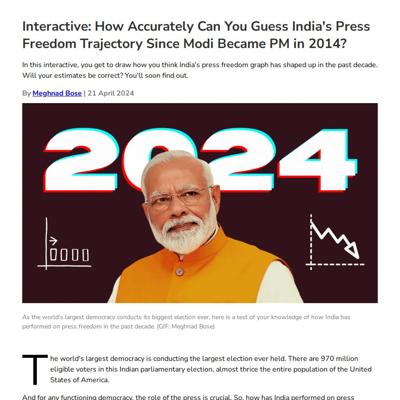 Interactive: How Accurately Can You Guess India's Press
Freedom Trajectory Since Modi Became PM in 2014?
In this interactive, you get to draw how you think India's press freedom graph has shaped up in the past decade.
Will your estimates be correct? You'll soon find out.
By Meghnad Bose | 21 April 2024
2024
As the world's largest democracy conducts its biggest election ever, here is a test of your knowledge of how India has
performed on press freedom in the past decade. (GIF: Meghnad Bose)
The world's largest democracy is conducting the largest election ever held. There are 970 million
eligible voters in this Indian parliamentary election, almost thrice the entire population of the United
States of America.
And for any functioning democracy, the role of the press is crucial. So, how has India performed on press